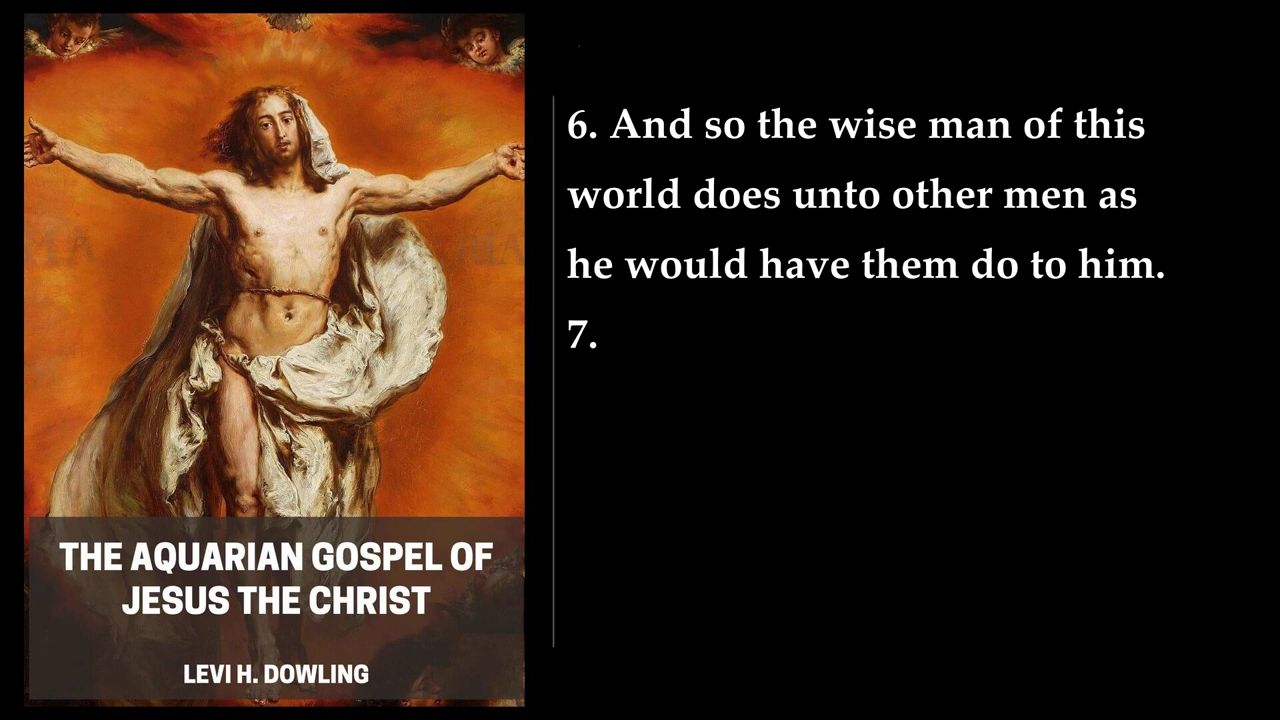 THE AQUARIAN GOSPEL OF
JESUS THE CHRIST
LEVI H. DOWLING
6. And so the wise man of this
world does unto other men as
he would have them do to him.
7.